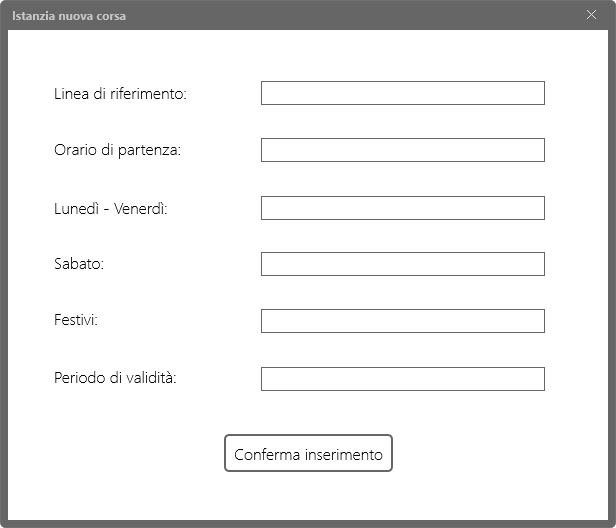 Istanzia nuova corsa
Linea di riferimento:
Orario di partenza:
Lunedì - Venerdì:
Sabato:
Festivi:
Periodo di validità:
Conferma inserimento